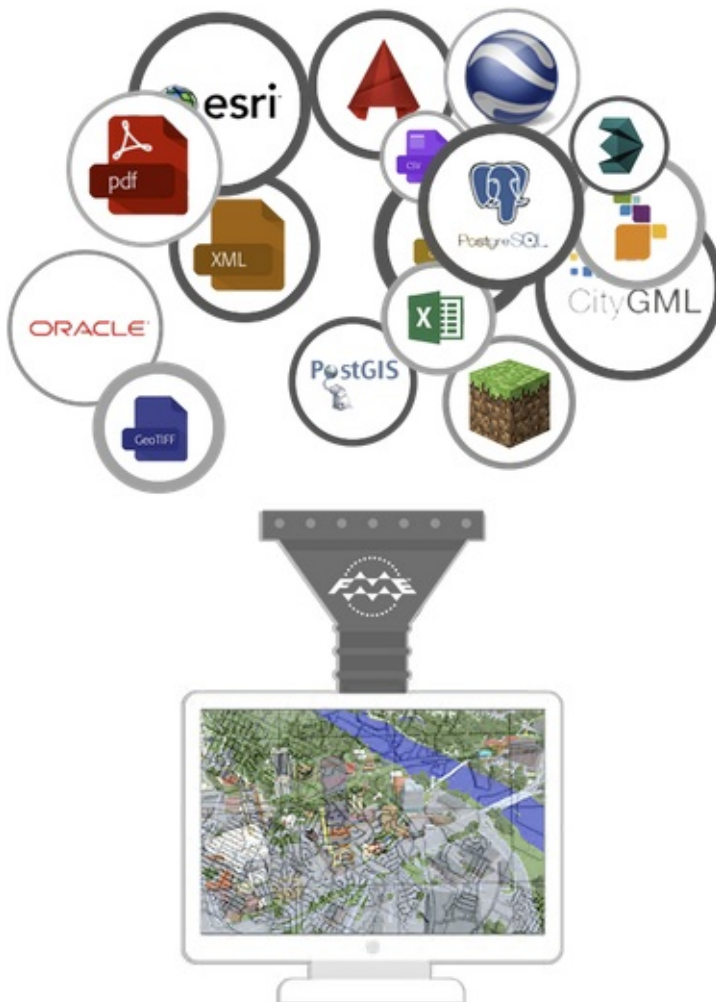 esri
pdf
CSV
XML
PostgreSQL
CityGML
ORACLE
PostGIS
GeoTIFF
FME